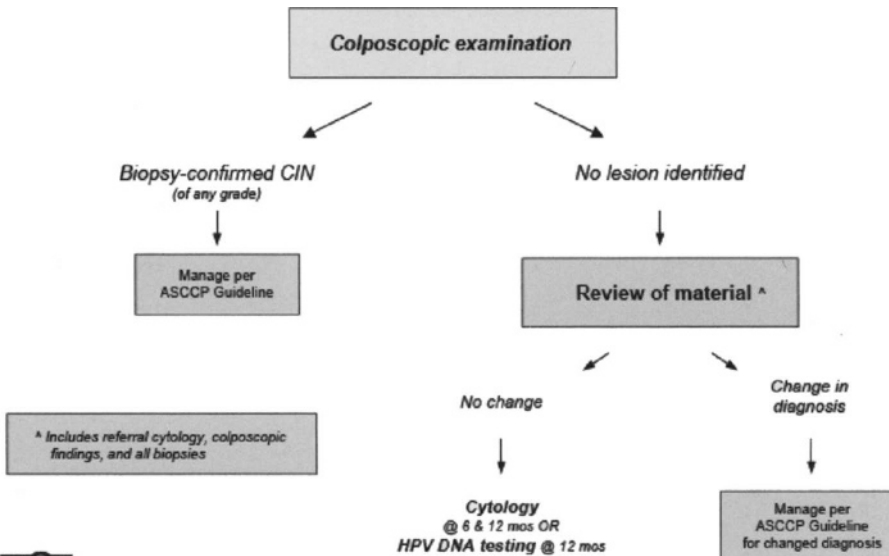 Colposcopic examination
Biopsy-confirmed CIN
(of any grade)
No lesion identified
Manage per
ASCCP Guideline
Review of material ^
No change
Change in
diagnosis
^ Includes referral cytology, colposcopic
findings, and all biopsies
Cytology
@ 6 & 12 mos OR
HPV DNA testing @ 12 mos
Manage per
ASCCP Guideline
for changed diagnosis